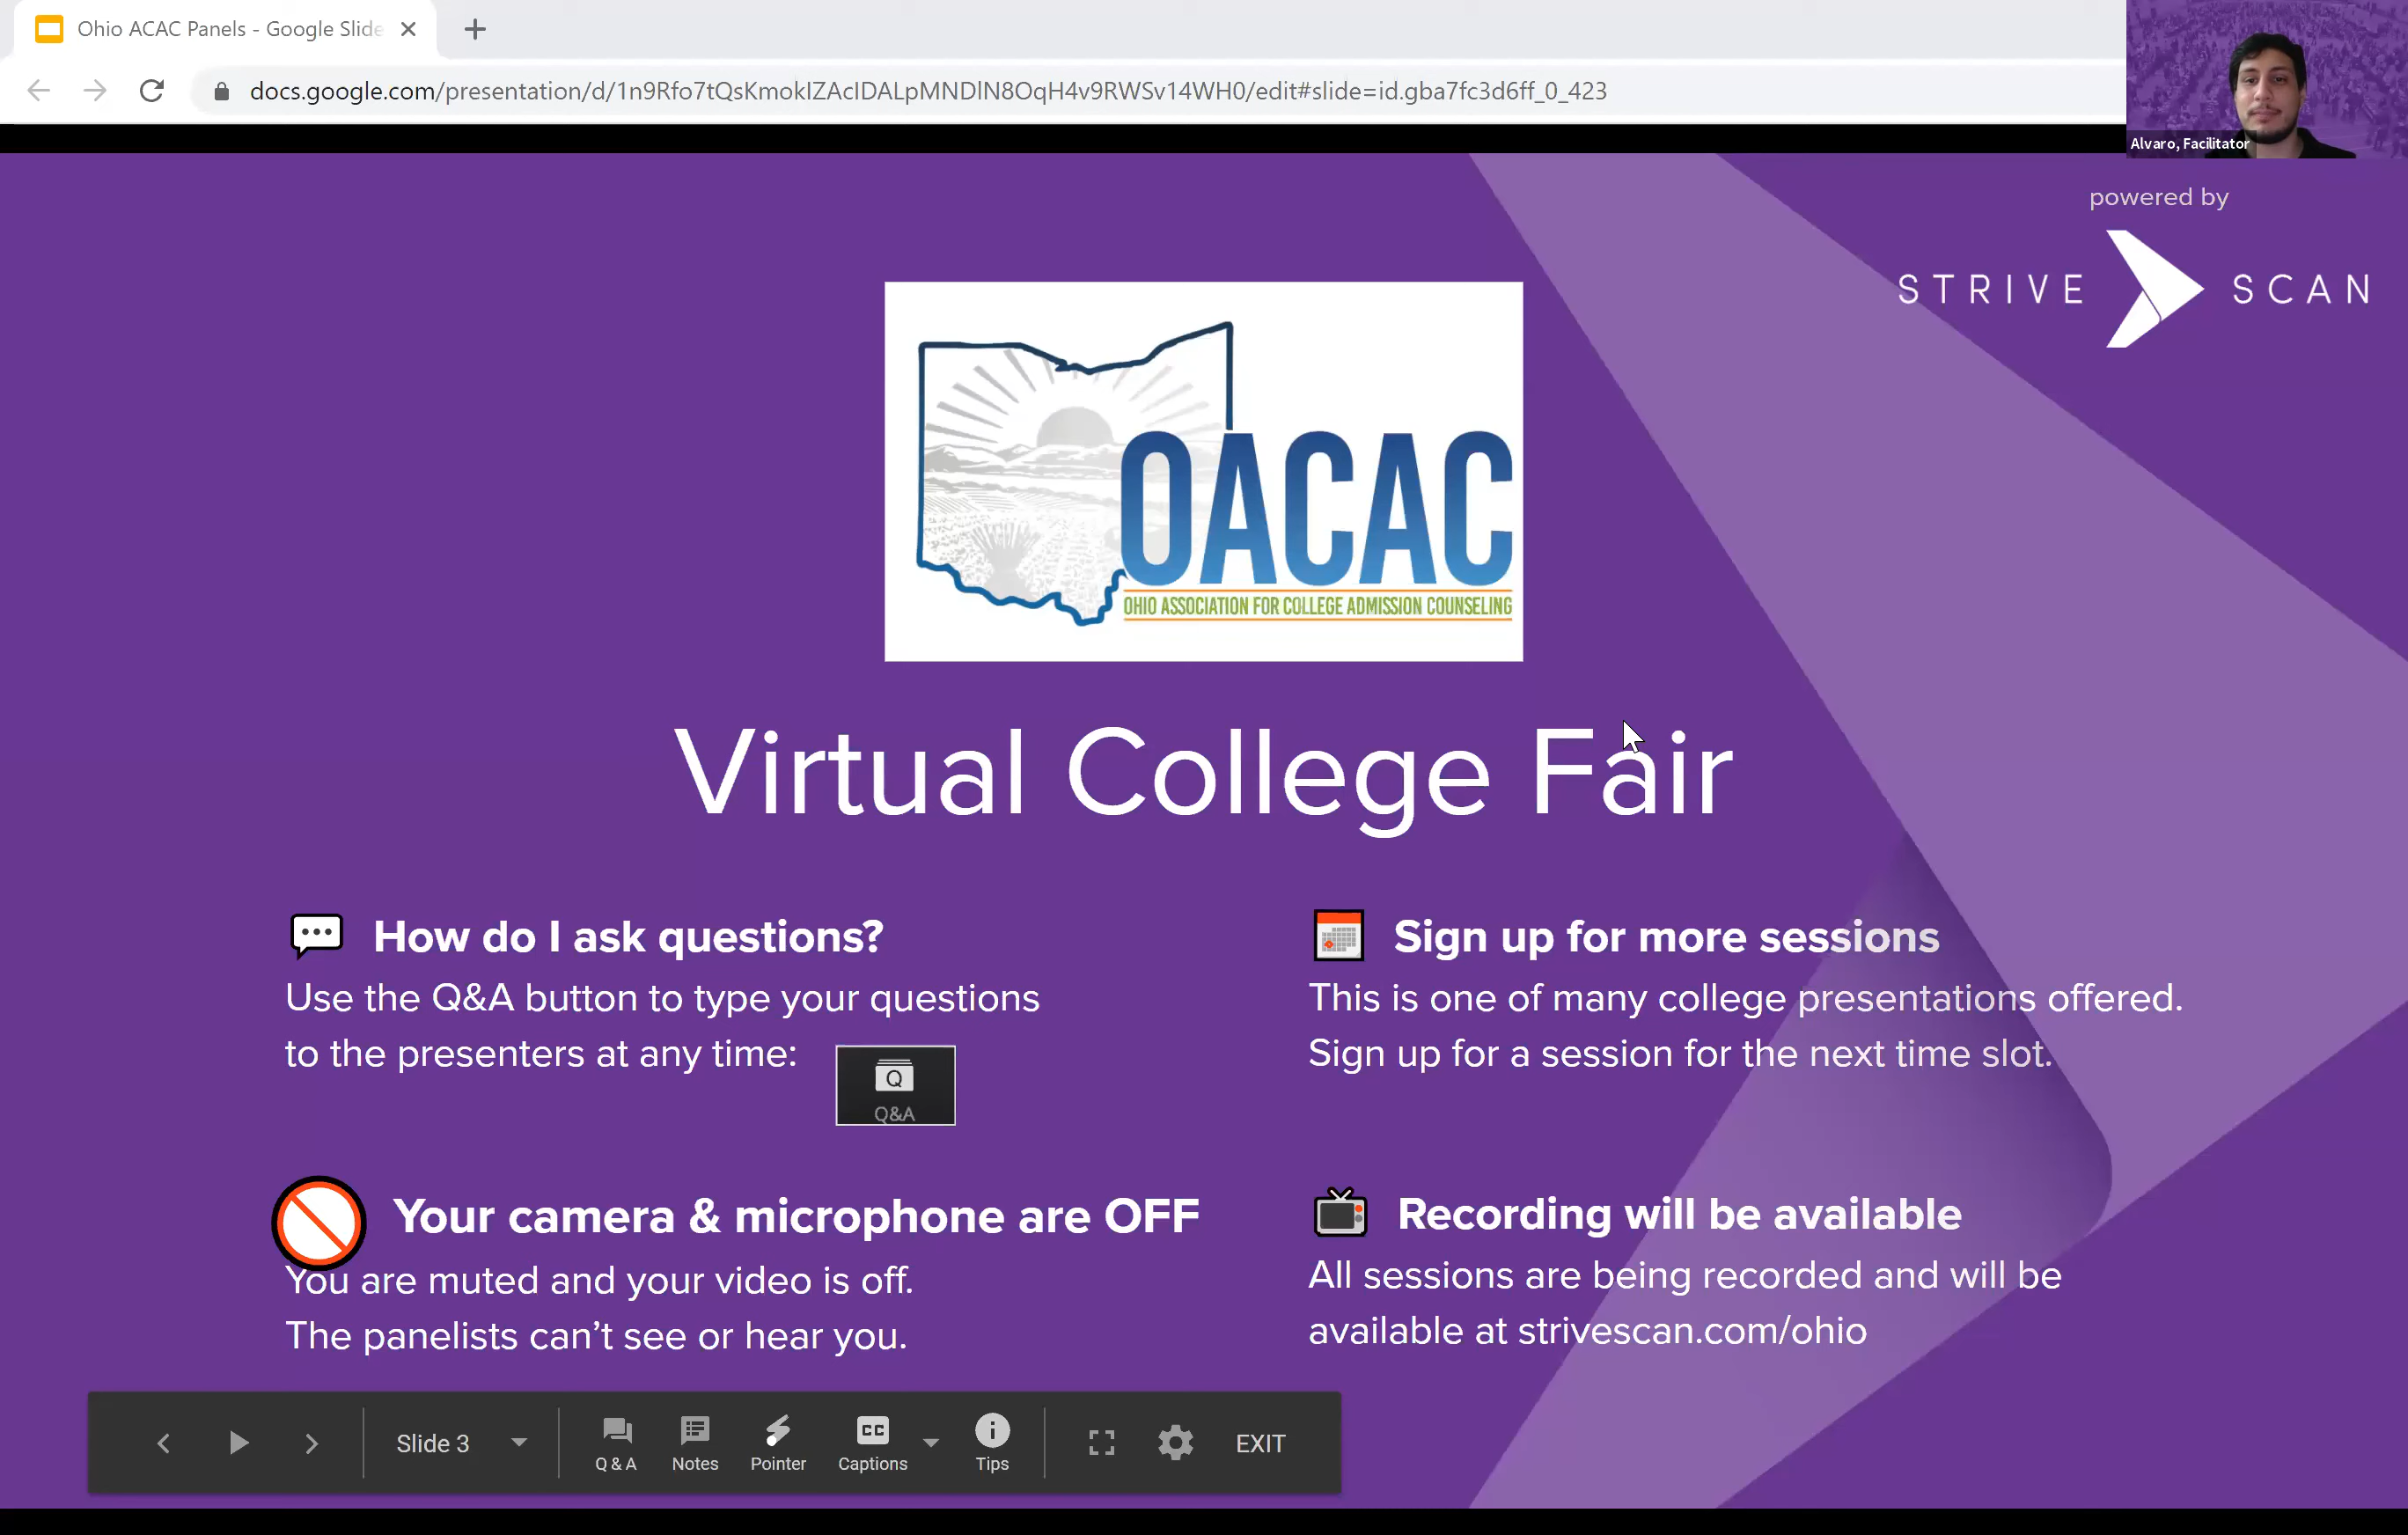 Ohio ACAC Panels - Google Slide
docs.google.com/presentation/d/1n9Rfo7tQsKmokIZAcIDALpMNDIN8OqH4v9RWSv14WH0/edit#slide=id.gba7fc3d6ff_0_423
Alvaro, Facilitator
powered by
STRIVE SCAN
OACAC
OHIO ASSOCIATION FOR COLLEGE ADMISSION COUNSELING
Virtual College Fair
How do I ask questions?
Use the Q&A button to type your questions
to the presenters at any time:
Q
Q&A
Sign up for more sessions
This is one of many college presentations offered.
Sign up for a session for the next time slot.
Your camera & microphone are OFF
You are muted and your video is off.
The panelists can't see or hear you.
Recording will be available
All sessions are being recorded and will be
available at strivescan.com/ohio
Slide 3
Q & A
Notes
Pointer
CC
Captions
Tips
EXIT